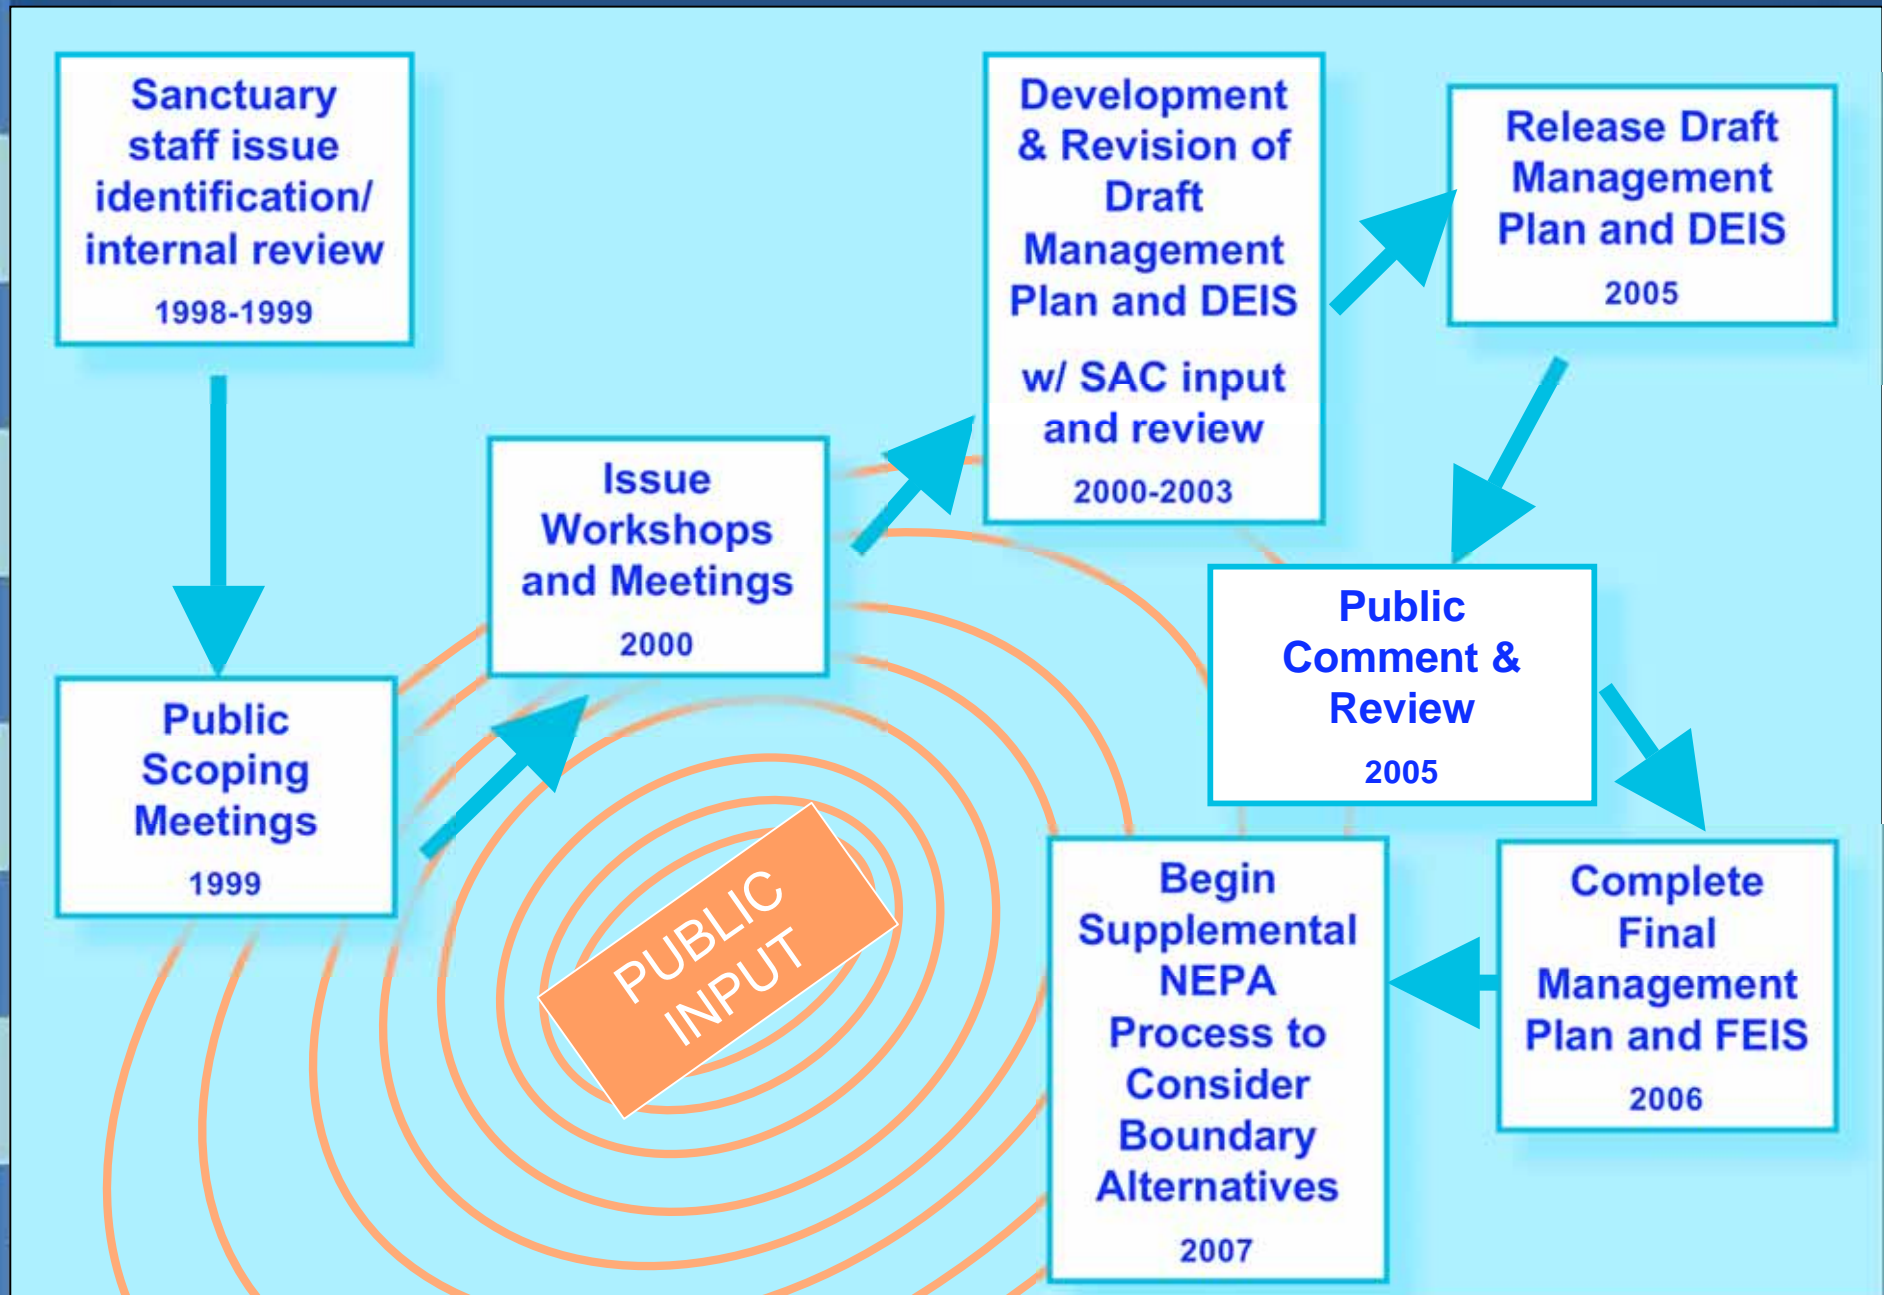 Sanctuary
staff issue
identification/
internal review
1998-1999
Public
Scoping
Meetings
1999
Issue
Workshops
and Meetings
2000
Development
& Revision of
Draft
Management
Plan and DEIS
w/ SAC input
and review
2000-2003
Release Draft
Management
Plan and DEIS
2005
Public
Comment &
Review
2005
Complete
Final
Management
Plan and FEIS
2006
Begin
Supplemental
NEPA
Process to
Consider
Boundary
Alternatives
2007
PUBLIC
INPUT